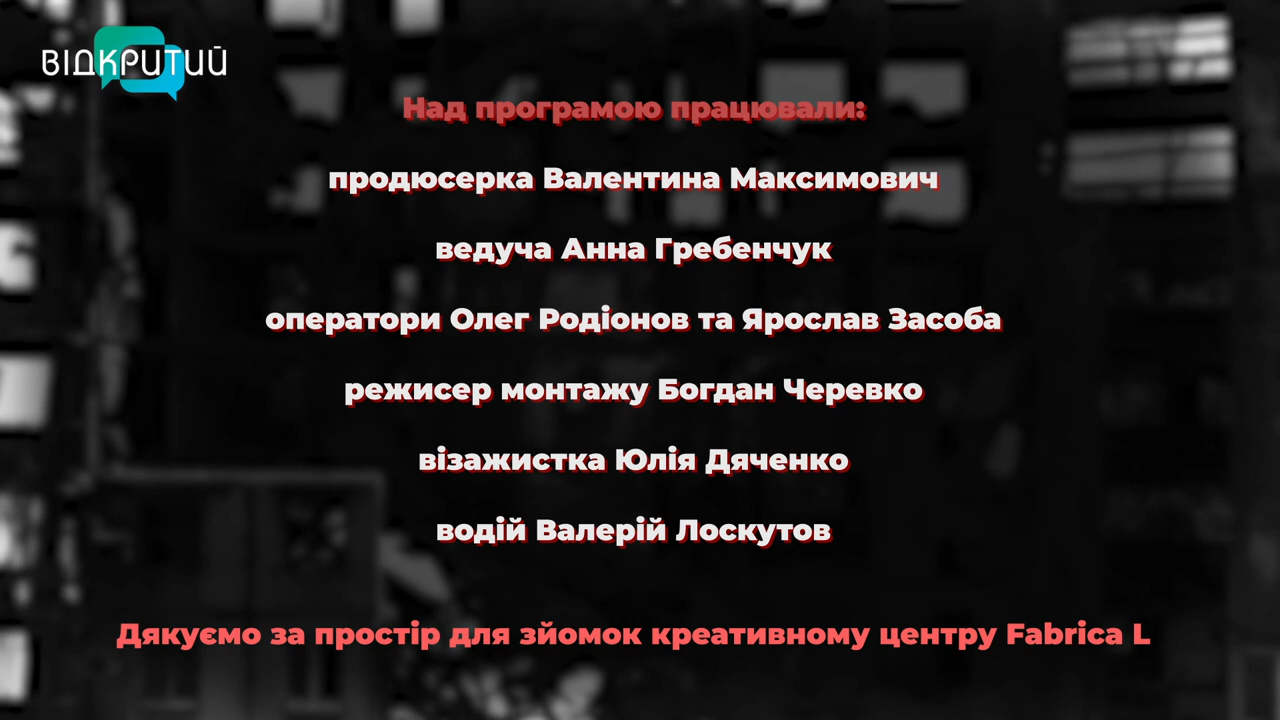 ВІДКРИТИЙ
Над програмою працювали:
продюсерка Валентина Максимович
ведуча Анна Гребенчук
оператори Олег Родіонов та Ярослав Засоба
режисер монтажу Богдан Черевко
візажистка Юлія Дяченко
водій Валерій Лоскутов
Дякуємо за простір для зйомок креативному центру Fabrica L